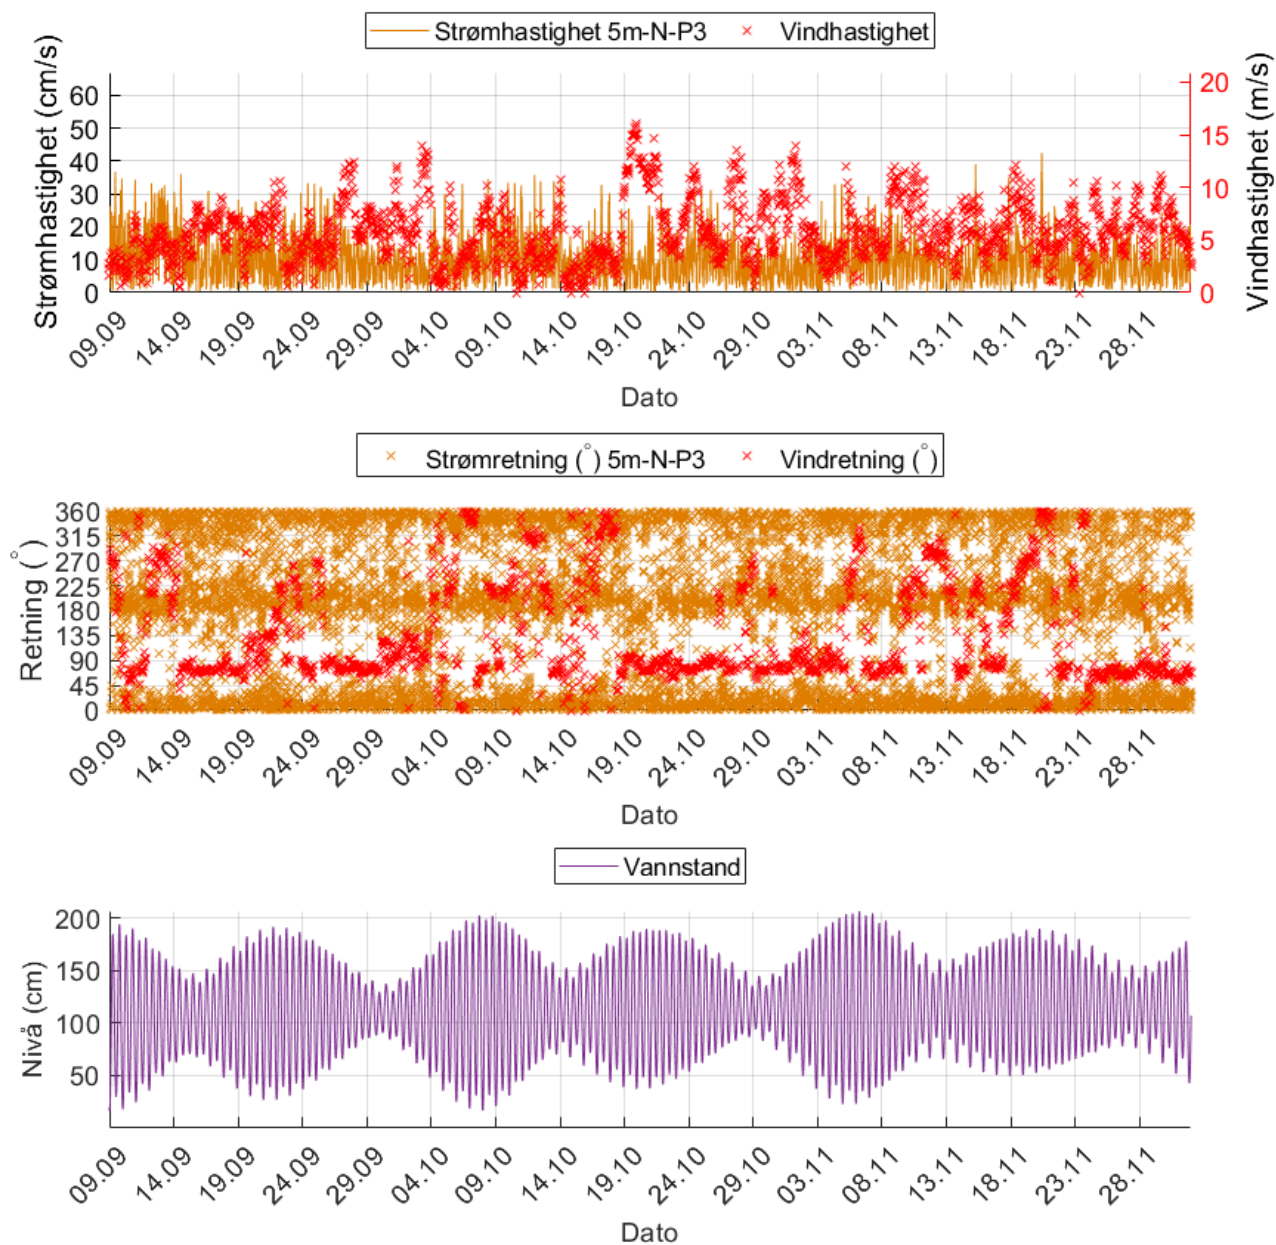 Strømhastighet 5m-N-P3 Vindhastighet
Strømhastighet (cm/s)
60
50
40
30
20
10
0
Vindhastighet (m/s)
20
15
10
5
0
09.09 14.09 19.09 24.09 29.09 04.10 09.10 14.10 19.10 24.10 29.10 03.11 08.11 13.11 18.11 23.11 28.11
Dato
Strømretning (°) 5m-N-P3 Vindretning (°)
Retning (°)
360
315
270
225
180
135
90
45
0
09.09 14.09 19.09 24.09 29.09 04.10 09.10 14.10 19.10 24.10 29.10 03.11 08.11 13.11 18.11 23.11 28.11
Dato
Vannstand
Nivå (cm)
200
150
100
50
09.09 14.09 19.09 24.09 29.09 04.10 09.10 14.10 19.10 24.10 29.10 03.11 08.11 13.11 18.11 23.11 28.11
Dato